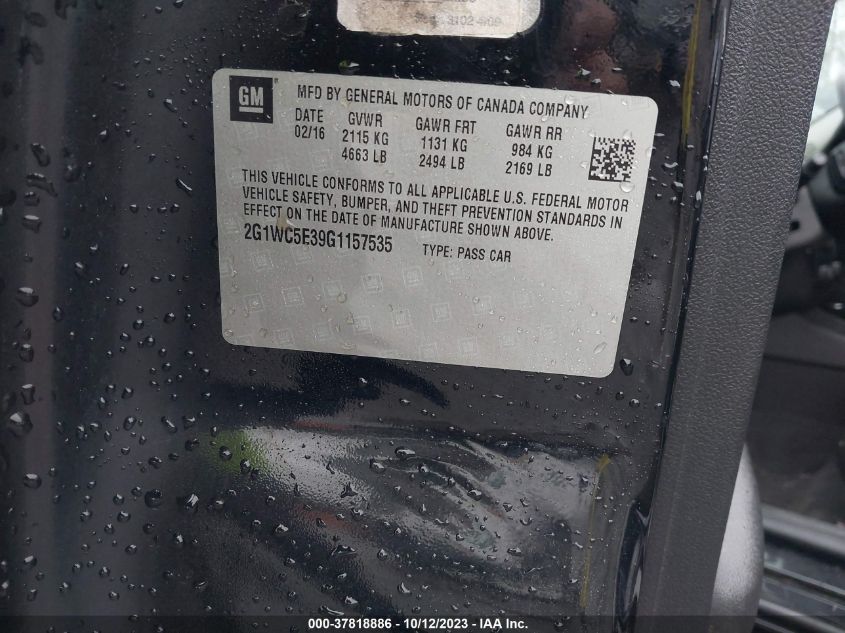 3102
GM
MFD BY GENERAL MOTORS OF CANADA COMPANY
DATE GVWR GAWR FRT GAWR RR
02/16 2115 KG 1131 KG 984 KG
4663 LB 2494 LB 2169 LB
THIS VEHICLE CONFORMS TO ALL APPLICABLE U.S. FEDERAL MOTOR
VEHICLE SAFETY, BUMPER, AND THEFT PREVENTION STANDARDS IN
EFFECT ON THE DATE OF MANUFACTURE SHOWN ABOVE.
2G1WC5E39G1157535 TYPE: PASS CAR
000-37818886 - 10/12/2023 - IAA Inc.